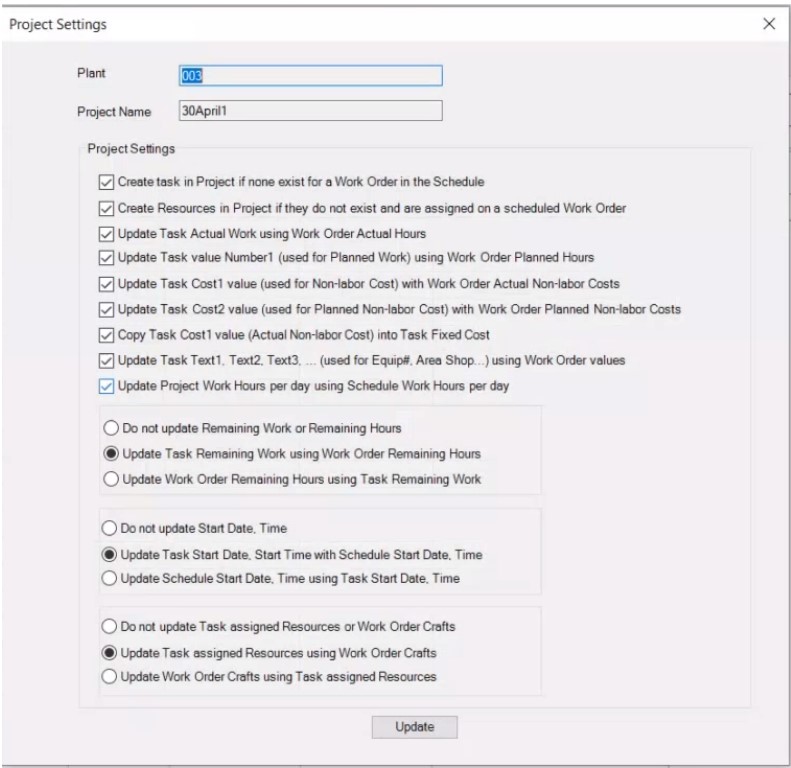 Project Settings
Plant 003
Project Name 30April1
Project Settings
Create task in Project if none exist for a Work Order in the Schedule
Create Resources in Project if they do not exist and are assigned on a scheduled Work Order
Update Task Actual Work using Work Order Actual Hours
Update Task value Number1 (used for Planned Work) using Work Order Planned Hours
Update Task Cost1 value (used for Non-labor Cost) with Work Order Actual Non-labor Costs
Update Task Cost2 value (used for Planned Non-labor Cost) with Work Order Planned Non-labor Costs
Copy Task Cost1 value (Actual Non-labor Cost) into Task Fixed Cost
Update Task Text1, Text2, Text3, ... (used for Equip#, Area Shop...) using Work Order values
Update Project Work Hours per day using Schedule Work Hours per day
Do not update Remaining Work or Remaining Hours
Update Task Remaining Work using Work Order Remaining Hours
Update Work Order Remaining Hours using Task Remaining Work
Do not update Start Date, Time
Update Task Start Date, Start Time with Schedule Start Date, Time
Update Schedule Start Date, Time using Task Start Date, Time
Do not update Task assigned Resources or Work Order Crafts
Update Task assigned Resources using Work Order Crafts
Update Work Order Crafts using Task assigned Resources
Update